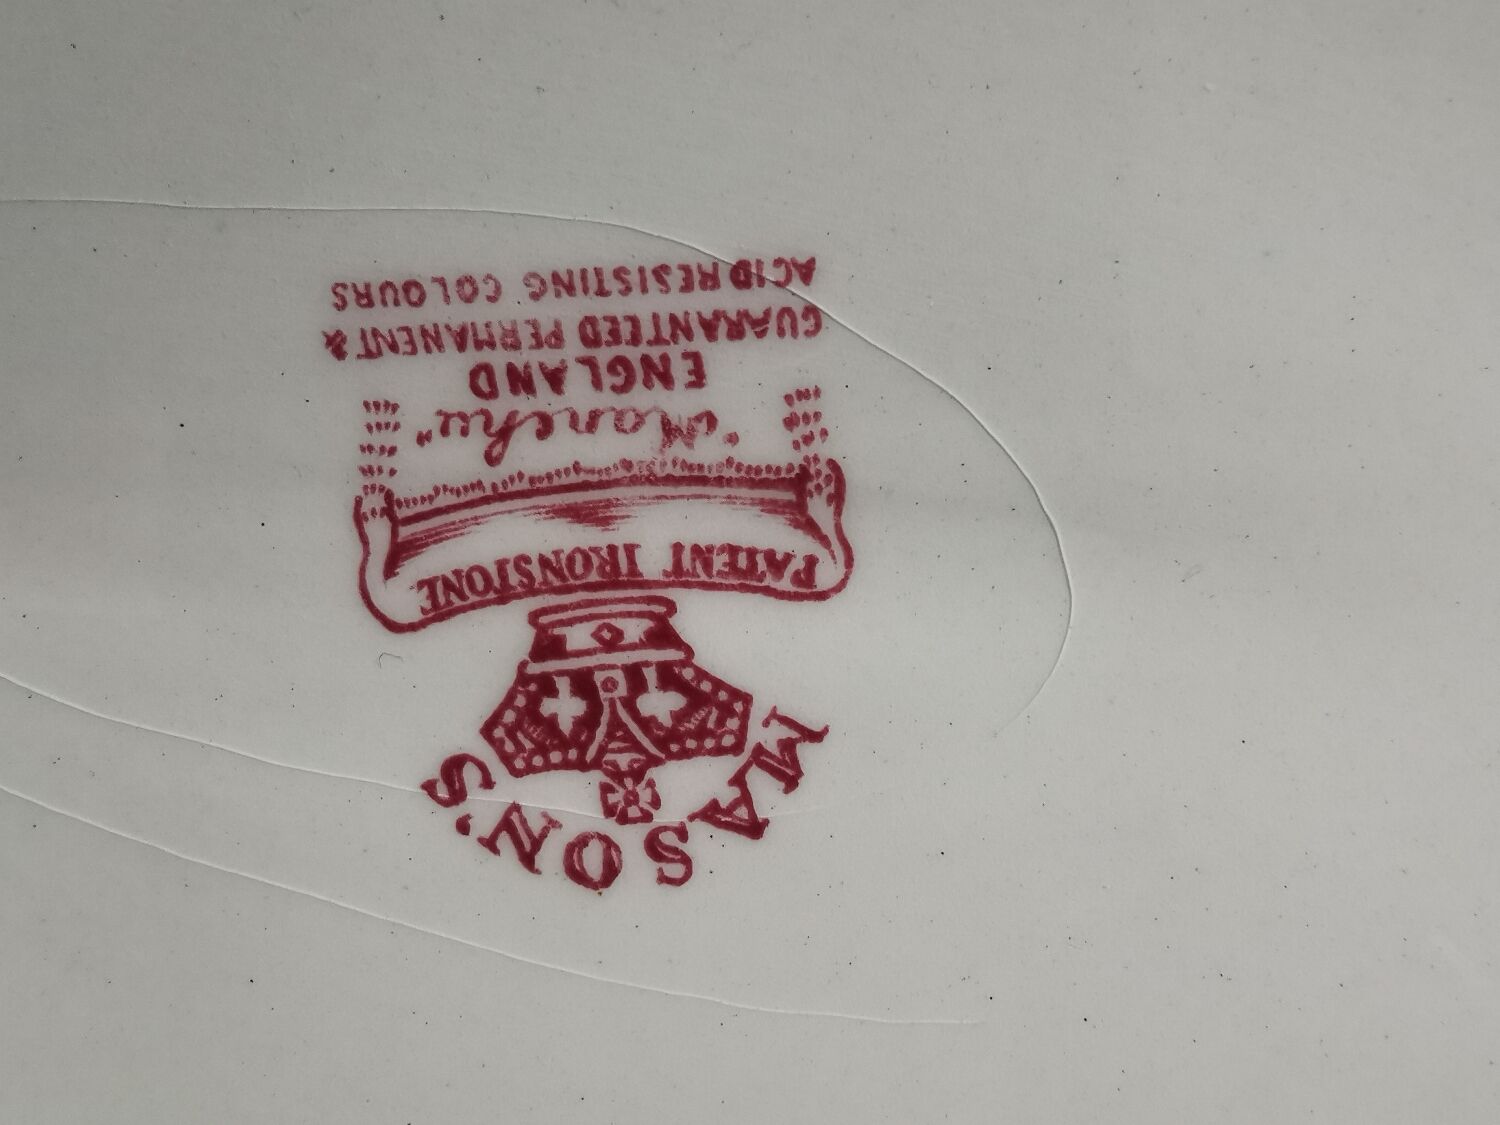 MASON'S
PATENT IRONSTONE
"Manchu"
ENGLAND
GUARANTEED PERMANENT &
ACID RESISTING COLOURS